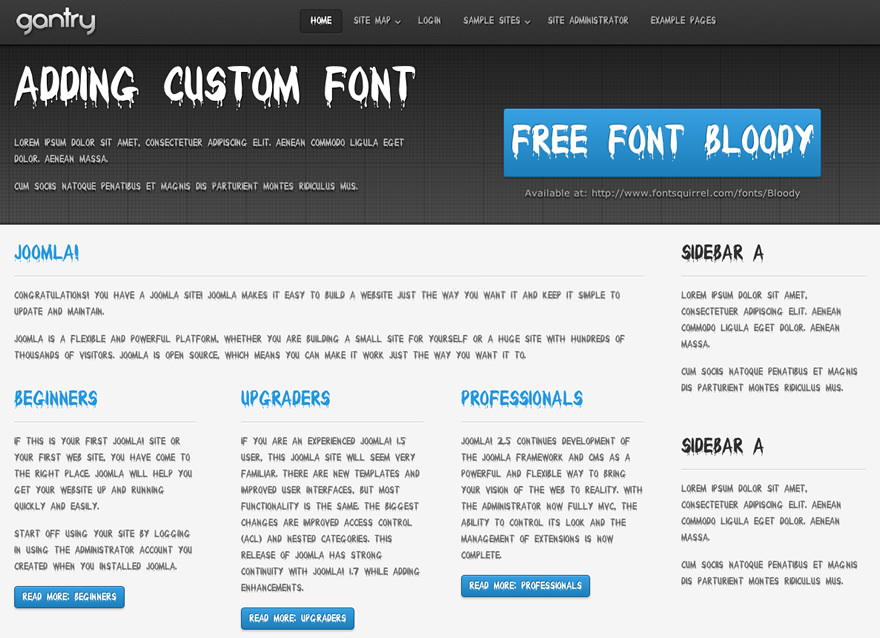 gantry
HOME SITE MAP LOGIN SAMPLE SITES SITE ADMINISTRATOR EXAMPLE PAGES
ADDING CUSTOM FONT
LOREM IPSUM DOLOR SIT AMET, CONSECTETUER ADIPISCING ELIT. AENEAN COMMODO LIGULA EGET
DOLOR. AENEAN MASSA.
CUM SOCIIS NATOQUE PENATIBUS ET MAGNIS DIS PARTURIENT MONTES RIDICULUS MUS.
FREE FONT BLOODY
Available at: http://www.fontsquirrel.com/fonts/Bloody
JOOMLA!
CONGRATULATIONS! YOU HAVE A JOOMLA SITE! JOOMLA MAKES IT EASY TO BUILD A WEBSITE JUST THE WAY YOU WANT IT AND KEEP IT SIMPLE TO
UPDATE AND MAINTAIN.
JOOMLA IS A FLEXIBLE AND POWERFUL PLATFORM, WHETHER YOU ARE BUILDING A SMALL SITE FOR YOURSELF OR A HUGE SITE WITH HUNDREDS OF
THOUSANDS OF VISITORS. JOOMLA IS OPEN SOURCE, WHICH MEANS YOU CAN MAKE IT WORK JUST THE WAY YOU WANT IT TO.
BEGINNERS
IF THIS IS YOUR FIRST JOOMLA! SITE OR
YOUR FIRST WEB SITE, YOU HAVE COME TO
THE RIGHT PLACE. JOOMLA WILL HELP YOU
GET YOUR WEBSITE UP AND RUNNING
QUICKLY AND EASILY.
START OFF USING YOUR SITE BY LOGGING
IN USING THE ADMINISTRATOR ACCOUNT YOU
CREATED WHEN YOU INSTALLED JOOMLA.
READ MORE: BEGINNERS
UPGRADERS
IF YOU ARE AN EXPERIENCED JOOMLA! 1.5
USER, THIS JOOMLA SITE WILL SEEM VERY
FAMILIAR. THERE ARE NEW TEMPLATES AND
IMPROVED USER INTERFACES, BUT MOST
FUNCTIONALITY IS THE SAME. THE BIGGEST
CHANGES ARE IMPROVED ACCESS CONTROL
(ACL) AND NESTED CATEGORIES. THIS
RELEASE OF JOOMLA HAS STRONG
CONTINUITY WITH JOOMLA! 1.7 WHILE ADDING
ENHANCEMENTS.
READ MORE: UPGRADERS
PROFESSIONALS
JOOMLA! 2.5 CONTINUES DEVELOPMENT OF
THE JOOMLA FRAMEWORK AND CMS AS A
POWERFUL AND FLEXIBLE WAY TO BRING
YOUR VISION OF THE WEB TO REALITY. WITH
THE ADMINISTRATOR NOW FULLY MVC, THE
ABILITY TO CONTROL ITS LOOK AND THE
MANAGEMENT OF EXTENSIONS IS NOW
COMPLETE.
READ MORE: PROFESSIONALS
SIDEBAR A
LOREM IPSUM DOLOR SIT AMET,
CONSECTETUER ADIPISCING ELIT. AENEAN
COMMODO LIGULA EGET DOLOR. AENEAN
MASSA.
CUM SOCIIS NATOQUE PENATIBUS ET MAGNIS
DIS PARTURIENT MONTES RIDICULUS MUS.
SIDEBAR A
LOREM IPSUM DOLOR SIT AMET,
CONSECTETUER ADIPISCING ELIT. AENEAN
COMMODO LIGULA EGET DOLOR. AENEAN
MASSA.
CUM SOCIIS NATOQUE PENATIBUS ET MAGNIS
DIS PARTURIENT MONTES RIDICULUS MUS.